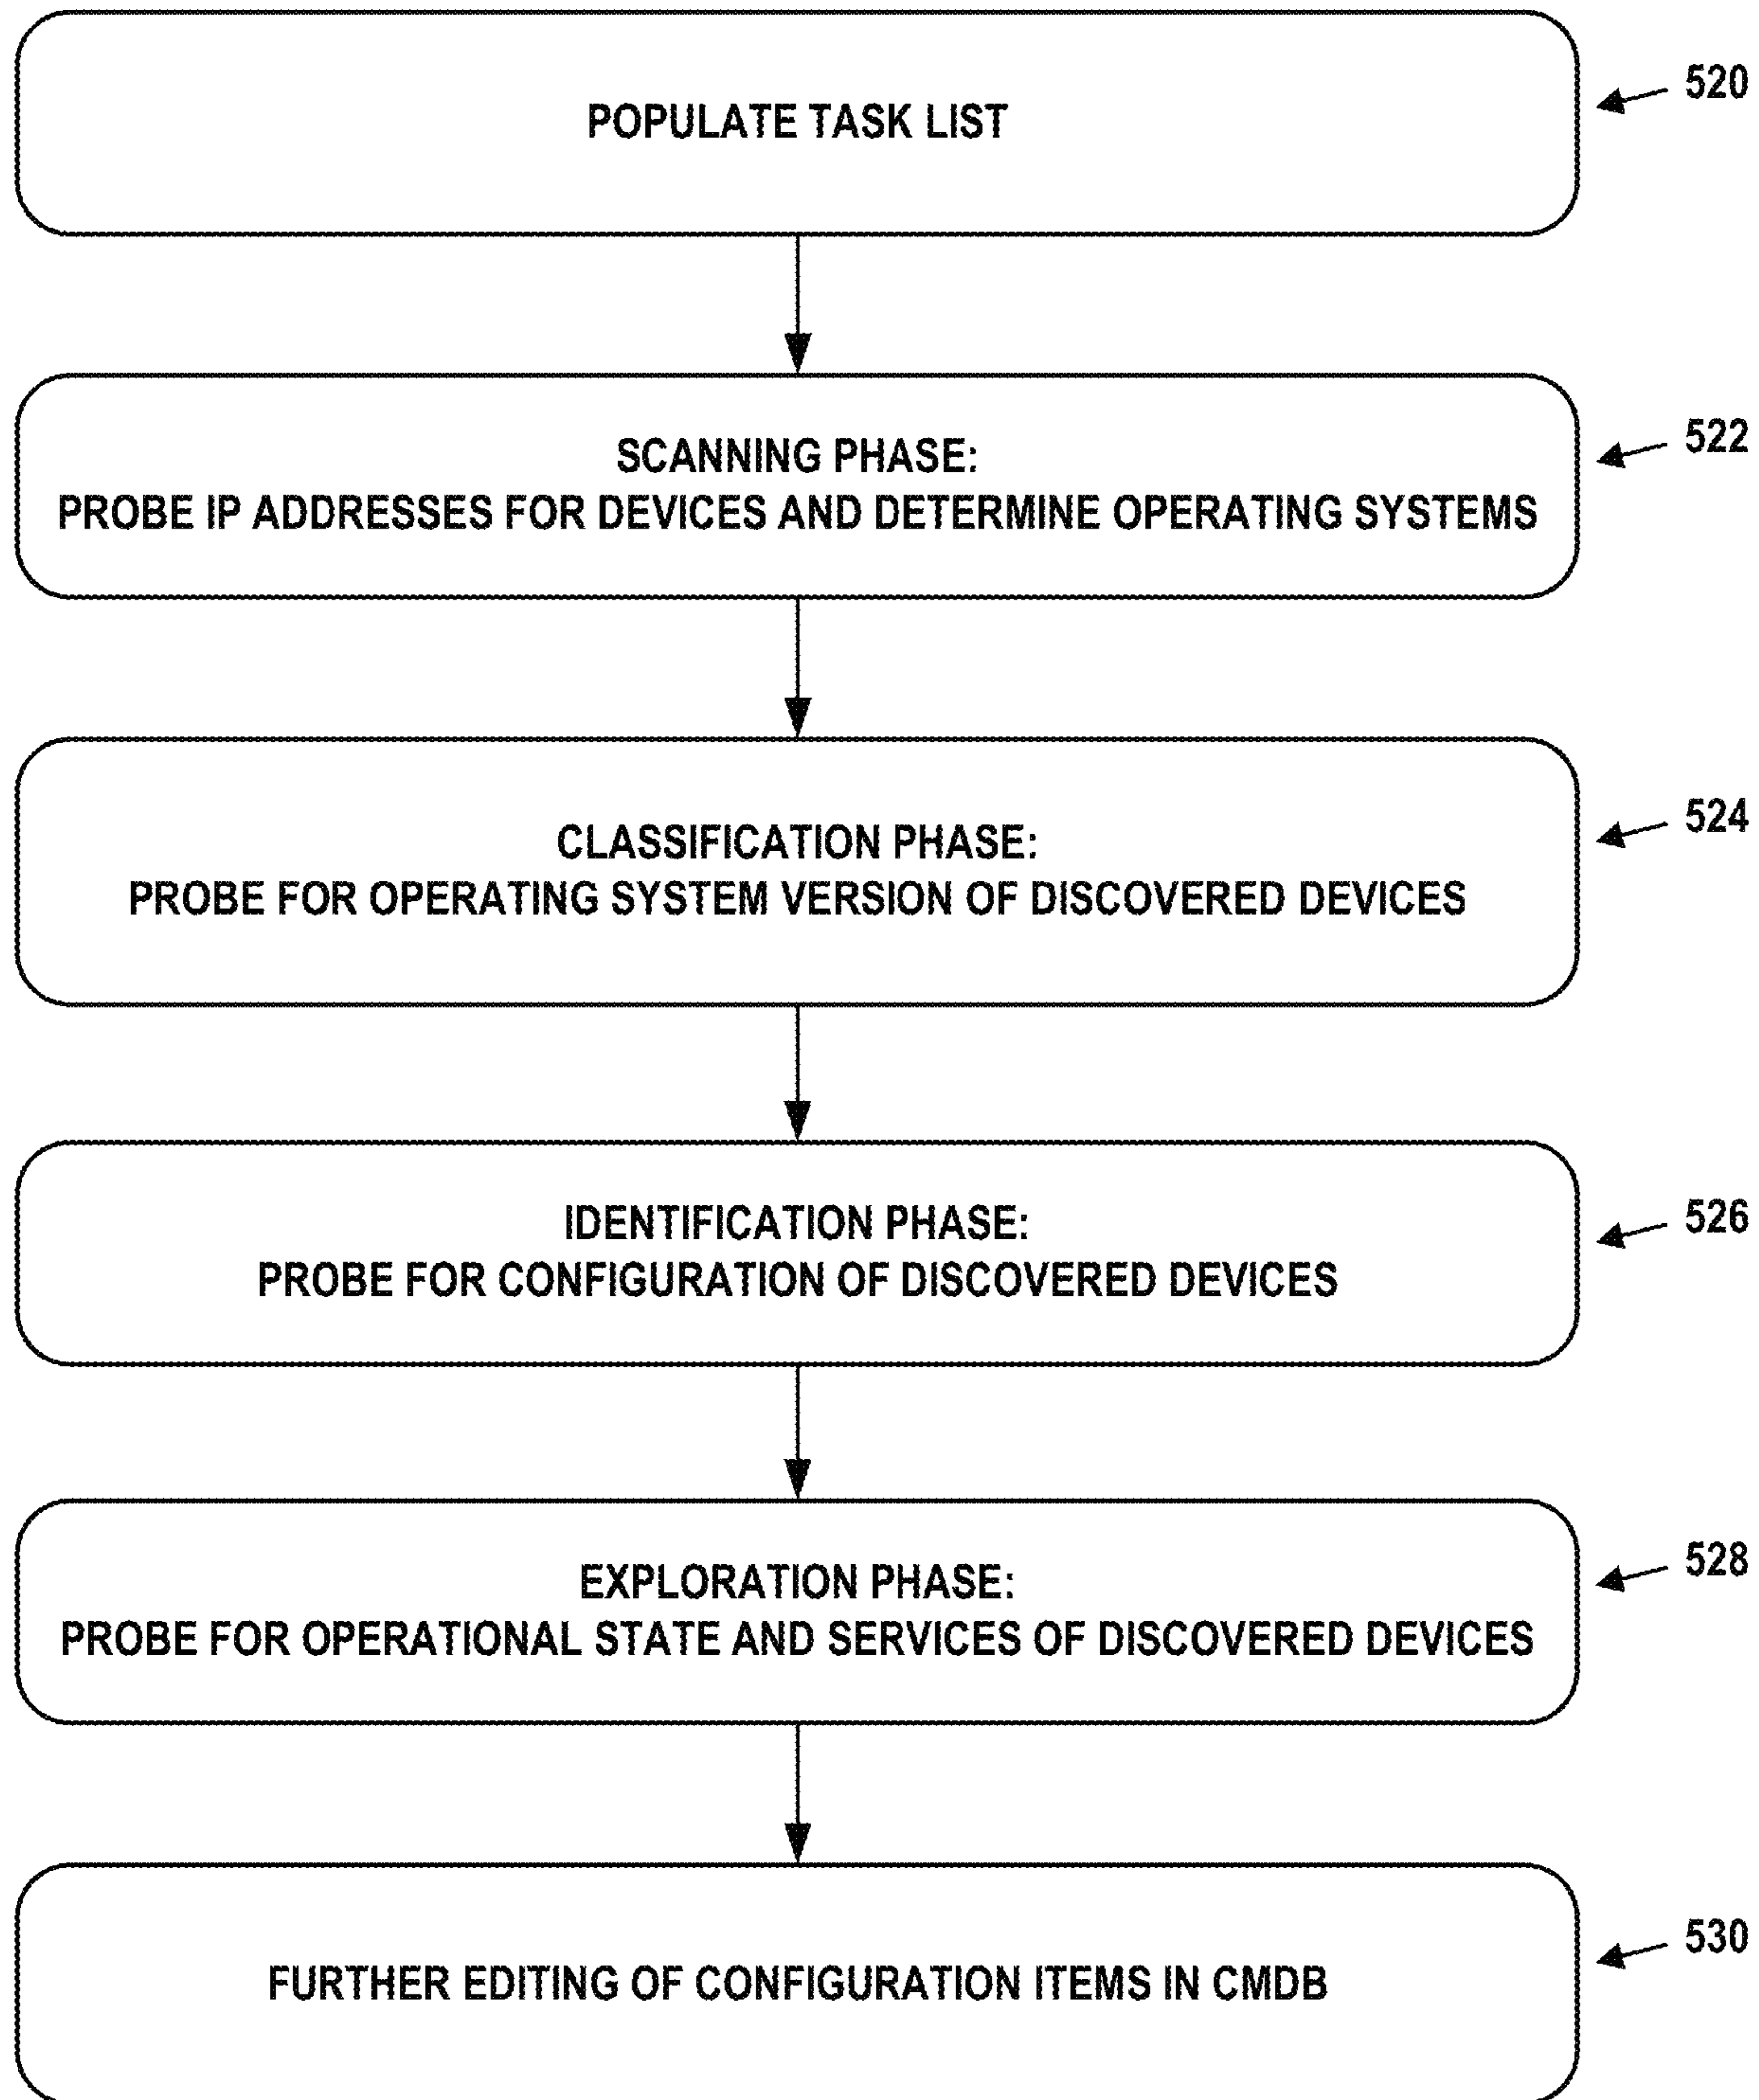 POPULATE TASK LIST
520
SCANNING PHASE:
PROBE IP ADDRESSES FOR DEVICES AND DETERMINE OPERATING SYSTEMS
522
CLASSIFICATION PHASE:
PROBE FOR OPERATING SYSTEM VERSION OF DISCOVERED DEVICES
524
IDENTIFICATION PHASE:
PROBE FOR CONFIGURATION OF DISCOVERED DEVICES
526
EXPLORATION PHASE:
PROBE FOR OPERATIONAL STATE AND SERVICES OF DISCOVERED DEVICES
528
FURTHER EDITING OF CONFIGURATION ITEMS IN CMDB
530